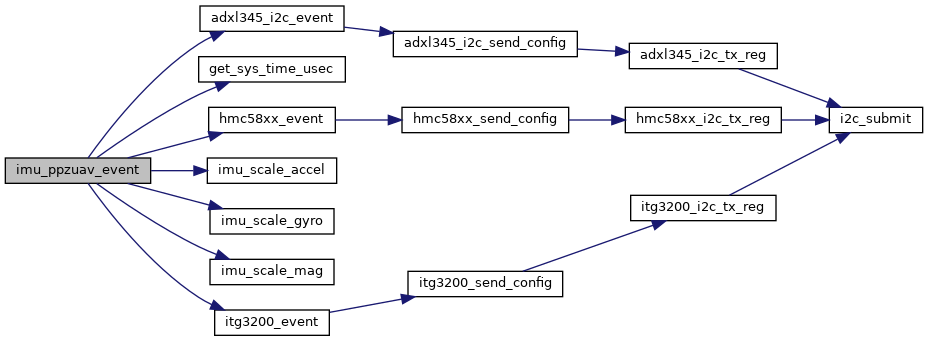 adxl345_i2c_event
adxl345_i2c_send_config
adxl345_i2c_tx_reg
get_sys_time_usec
hmc58xx_event
hmc58xx_send_config
hmc58xx_i2c_tx_reg
i2c_submit
imu_ppzuav_event
imu_scale_accel
imu_scale_gyro
itg3200_i2c_tx_reg
imu_scale_mag
itg3200_send_config
itg3200_event